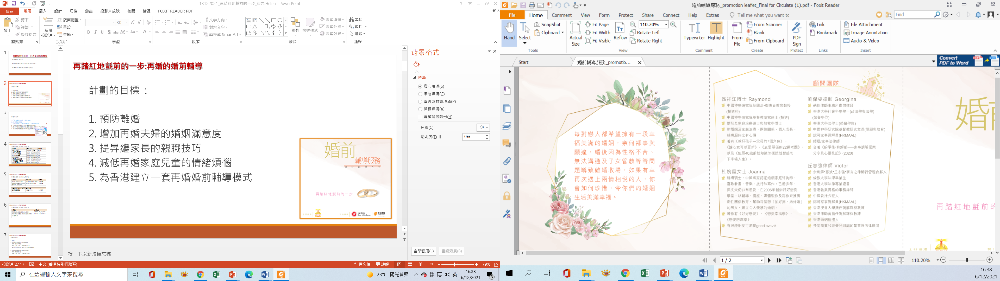 13122021_再踏紅地氈前的一步_報告.Helen - PowerPoint
登入
檔案 常用 插入 設計 切換 動畫 投影片放映 校閱 檢視 FOXIT READER PDF
貼上
剪下
複製
複製格式
剪貼簿
新增
投影片
版面配置
重設
章節
投影片
30
字型
文字方向
對齊文字
轉換成 SmartArt
段落
排列
快速樣式
圖案填滿
圖案外框
圖案效果
繪圖
尋找
取代
選取
編輯
1
2
3
4
5
6
7
再踏紅地氈前的一步:再婚的婚前輔導
計劃的目標：
1. 預防離婚
2. 增加再婚夫婦的婚姻滿意度
3. 提昇繼家長的親職技巧
4. 減低再婚家庭兒童的情緒煩惱
5. 為香港建立一套再婚婚前輔導模式
婚前
輔導服務
適合再婚人士
再踏紅地氈前的一步
民政事務局
Home Affairs Bureau
家庭議會
按一下以新增備忘稿
背景格式
填滿
實心填滿(S)
漸層填滿(G)
圖片或材質填滿(P)
圖樣填滿(A)
隱藏背景圖形(H)
色彩(C)
透明度(T)
0%
全部套用(L)
重設背景(B)
投影片 2/ 17
中文 (香港特別行政區)
備忘稿
註解
79%
在這裡輸入文字來搜尋
23°C 陽光普照
英
16:38
6/12/2021
3
婚前輔導服務_promotion leaflet_Final for Circulate (1).pdf - Foxit Reader
File Home Comment View Form Protect Share Connect Help Extras
Tell me what you want to
Find
Hand
Select
SnapShot
Clipboard
Tools
Actual
Size
Fit Page
Fit Width
Fit Visible
Reflow
110.20%
Rotate Left
Rotate Right
View
Typewriter
Highlight
Comment
From
File
From Scanner
Blank
From Clipboard
Create
PDF
Sign
Protect
Link
Bookmark
Links
File Attachment
Image Annotation
Audio & Video
Insert
Start
婚前輔導服務_promotio...
Convert
PDF to Word
每對戀人都希望擁有一段幸
福美滿的婚姻，奈何卻事與
願違，婚後因為性格不合、
無法溝通及子女管教等等問
題導致離婚收場，如果有幸
再次遇上兩情相悅的人，你
會如何珍惜，令你們的婚姻
生活美滿幸福。
顧問團隊
區祥江博士 Raymond
中國神學研究院莫國治•鄭惠貞教席教授
(輔導科)
中國神學研究院基督教研究碩士 (輔導)
婚姻及家庭治療碩士與教牧學博士
對婚姻及家庭治療、兩性關係、個人成長、
輔導服侍尤有心得
著有《教好孩子一父母的7個角色》、
《讓心意可以更新》、《恩愛關係的22道考題》，
以及《但願40歲前就知道怎樣造就豐盛的
下半場人生》。
杜婉霞女士 Joanna
輔導碩士，中國國家認証婚姻家庭咨詢師，
喜歡看書、音樂、旅行和寫作。已婚多年，
與丈夫仍非常恩愛，在2006年創辦好好戀愛
學堂，以輔導、講座、媒體製作及寫作來推廣
兩性關係教育，幫助每個想「拍好拖、結好婚」
的男女，建立令人羨慕的婚姻。
著作有《好好戀愛》、《戀愛幸福學》、
《戀愛防腐學》
有興趣朋友可瀏覽goodlove.hk
劉傑姿律師 Georgina
蘇龍律師事務所顧問律師
香港大學社會科學學士(政治學與法學)
(榮譽學位)
香港大學法學士(榮譽學位)
中國神學研究院基督教研究文憑(關顧與培育)
認可家事調解員(HKMAAL)
婚姻/家事法律師
合著《紛爭後•和解前──家事調解個案
分享及心靈札記》(2020)
丘志強律師 Victor
余劍鋒•孫波•丘志強•麥言之律師行管理合夥人
倫敦大學法學畢業生
香港大學法律專業證書
香港執業資格的事務律師
中國委托公証人
認可家事調解員(HKMAAL)
香港浸會大學擔任調解課程教練
香港律師會擔任調解課程教練
香港婚姻監禮人
多間商業和非營利組織的董事兼法律顧問
婚前
再踏紅地氈前的
1 / 2
110.20%
16:38
6/12/2021